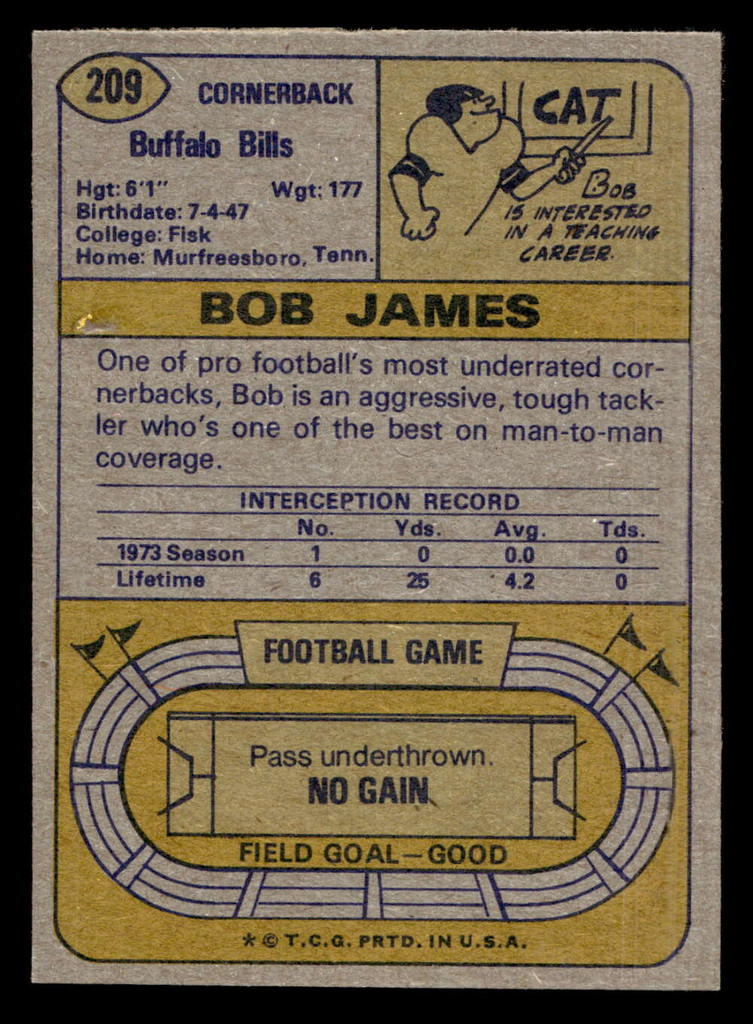 209
CORNERBACK
Buffalo Bills
Hgt: 6'1" Wgt: 177
Birthdate: 7-4-47
College: Fisk
Home: Murfreesboro, Tenn.
CAT
BOB
IS INTERESTED
IN A TEACHING
CAREER.
BOB JAMES
One of pro football's most underrated cor-
nerbacks, Bob is an aggressive, tough tack-
ler who's one of the best on man-to-man
coverage.
INTERCEPTION RECORD
No. Yds. Avg. Tds.
1973 Season 1 0 0.0 0
Lifetime 6 25 4.2 0
FOOTBALL GAME
Pass underthrown.
NO GAIN
FIELD GOAL—GOOD
* © T.C.G. PRTD. IN U.S.A.